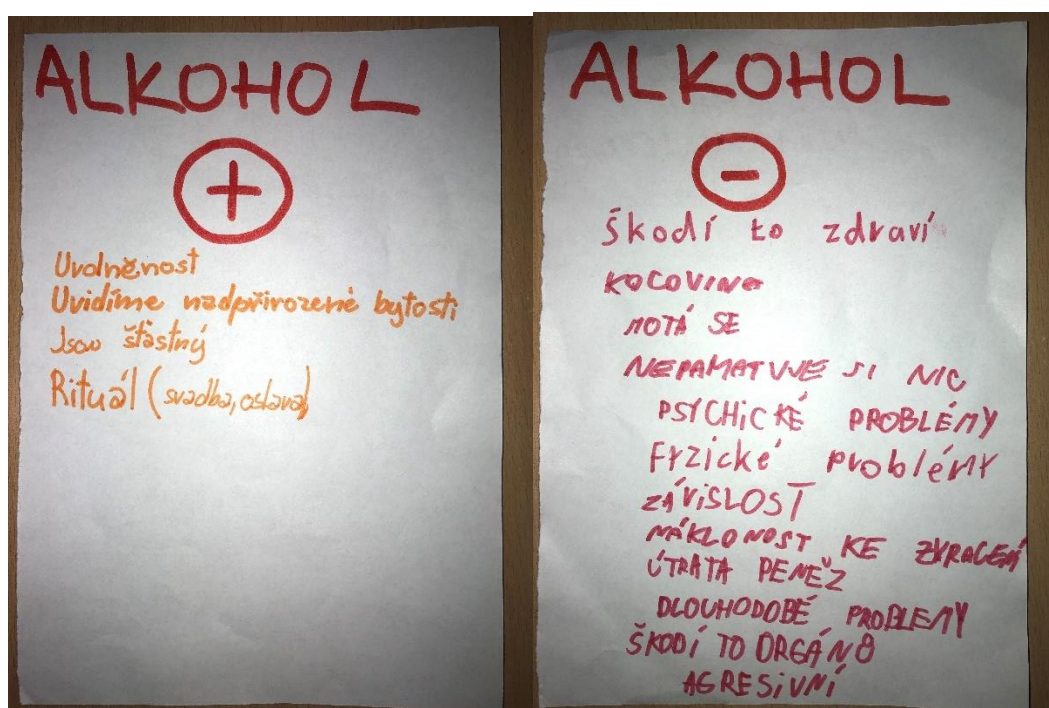 ALKOHOL
+
Uvolněnost
Uvidíme nadpřirozené bytosti
Jsou šťastný
Rituál (svadba, oslava)
ALKOHOL
-
Škodí to zdraví
KOCOVINA
MOTÁ SE
NEPAMATUJE SI NIC
PSYCHICKÉ PROBLÉMY
Fyzické problémy
ZÁVISLOST
NÁKLONOST KE ZVRACENÍ
ÚTRATA PENĚZ
DLOUHODOBÉ PROBLEMY
ŠKODÍ TO ORGÁNŮ
AGRESIVNÍ